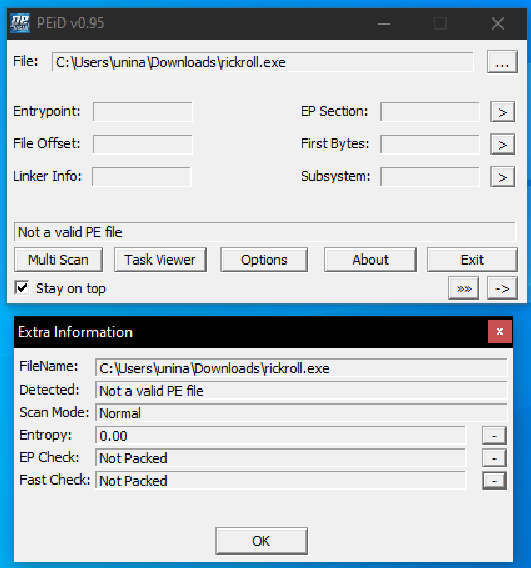 PEiD v0.95
File: C:\Users\unina\Downloads\rickroll.exe ...
Entrypoint: EP Section: >
File Offset: First Bytes: >
Linker Info: Subsystem: >
Not a valid PE file
Multi Scan Task Viewer Options About Exit
Stay on top »» ->
Extra Information x
FileName: C:\Users\unina\Downloads\rickroll.exe
Detected: Not a valid PE file
Scan Mode: Normal
Entropy: 0.00 -
EP Check: Not Packed -
Fast Check: Not Packed -
OK